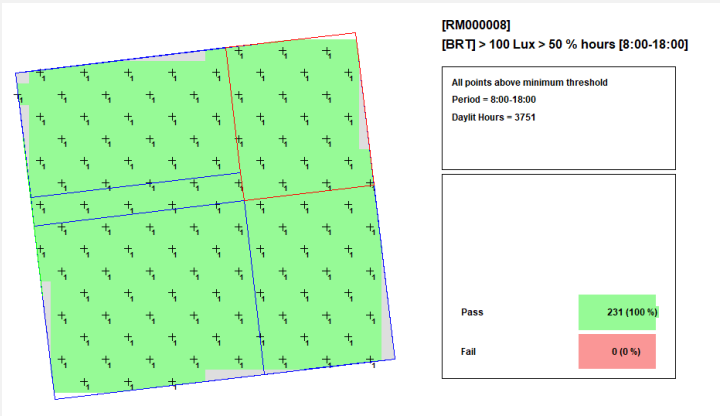 [RM000008]
[BRT] > 100 Lux > 50 % hours [8:00-18:00]
All points above minimum threshold
Period = 8:00-18:00
Daylit Hours = 3751
Pass
231 (100 %)
Fail
0 (0 %)